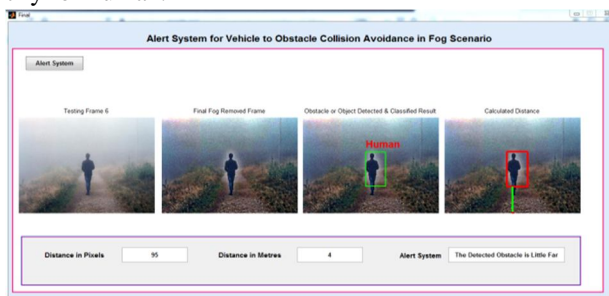 Final
Alert System for Vehicle to Obstacle Collision Avoidance in Fog Scenario
Alert System
Testing Frame 6
Final Fog Removed Frame
Obstacle or Object Detected & Classified Result
Calculated Distance
Human
Distance in Pixels
95
Distance in Metres
4
Alert System
The Detected Obstacle is Little Far